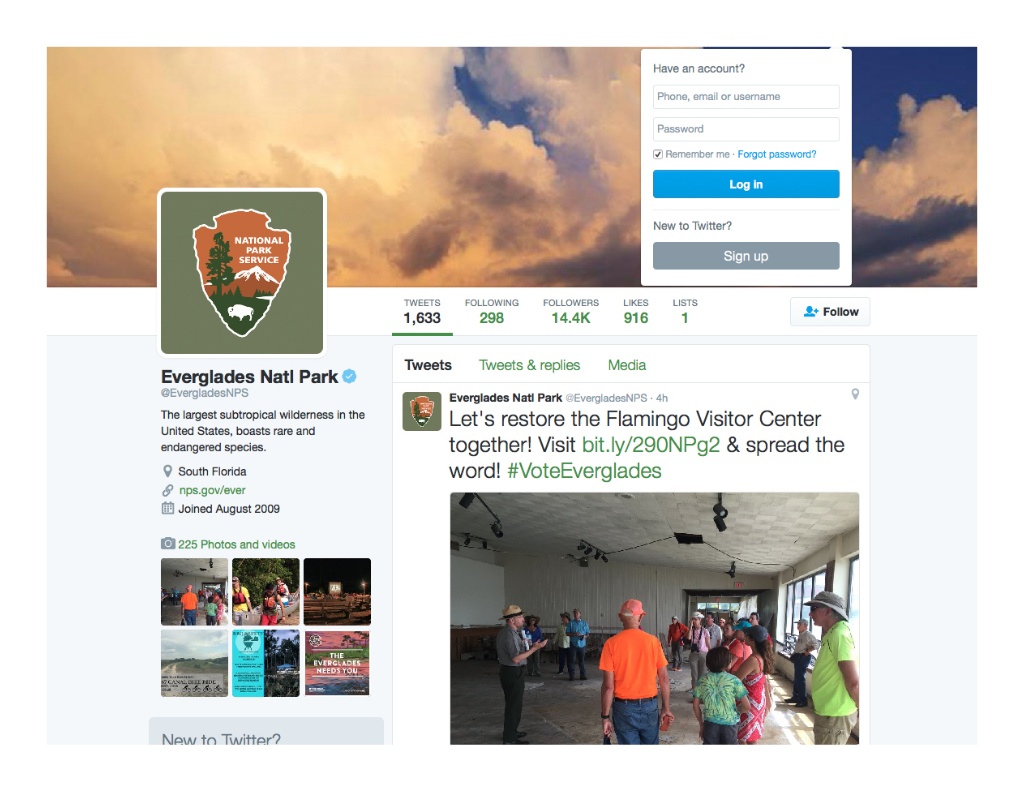 Have an account?
Phone, email or username
Password
Remember me · Forgot password?
Log in
New to Twitter?
Sign up
NATIONAL
PARK
SERVICE
TWEETS FOLLOWING FOLLOWERS LIKES LISTS
1,633 298 14.4K 916 1
Follow
Everglades Natl Park
@EvergladesNPS
The largest subtropical wilderness in the
United States, boasts rare and
endangered species.
South Florida
nps.gov/ever
Joined August 2009
225 Photos and videos
CANAL BIKE RIDE
THE
EVERGLADES
NEEDS YOU
New to Twitter?
Tweets Tweets & replies Media
Everglades Natl Park @EvergladesNPS · 4h
Let's restore the Flamingo Visitor Center
together! Visit bit.ly/290NPg2 & spread the
word! #VoteEverglades